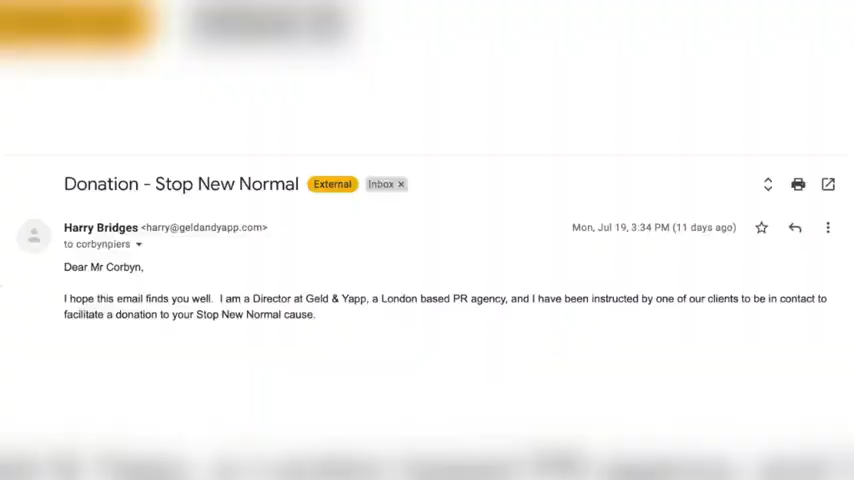 Donation - Stop New Normal External Inbox ×
Harry Bridges <harry@geldandyapp.com> Mon, Jul 19, 3:34 PM (11 days ago)
to corbynpiers
Dear Mr Corbyn,
I hope this email finds you well. I am a Director at Geld & Yapp, a London based PR agency, and I have been instructed by one of our clients to be in contact to
facilitate a donation to your Stop New Normal cause.